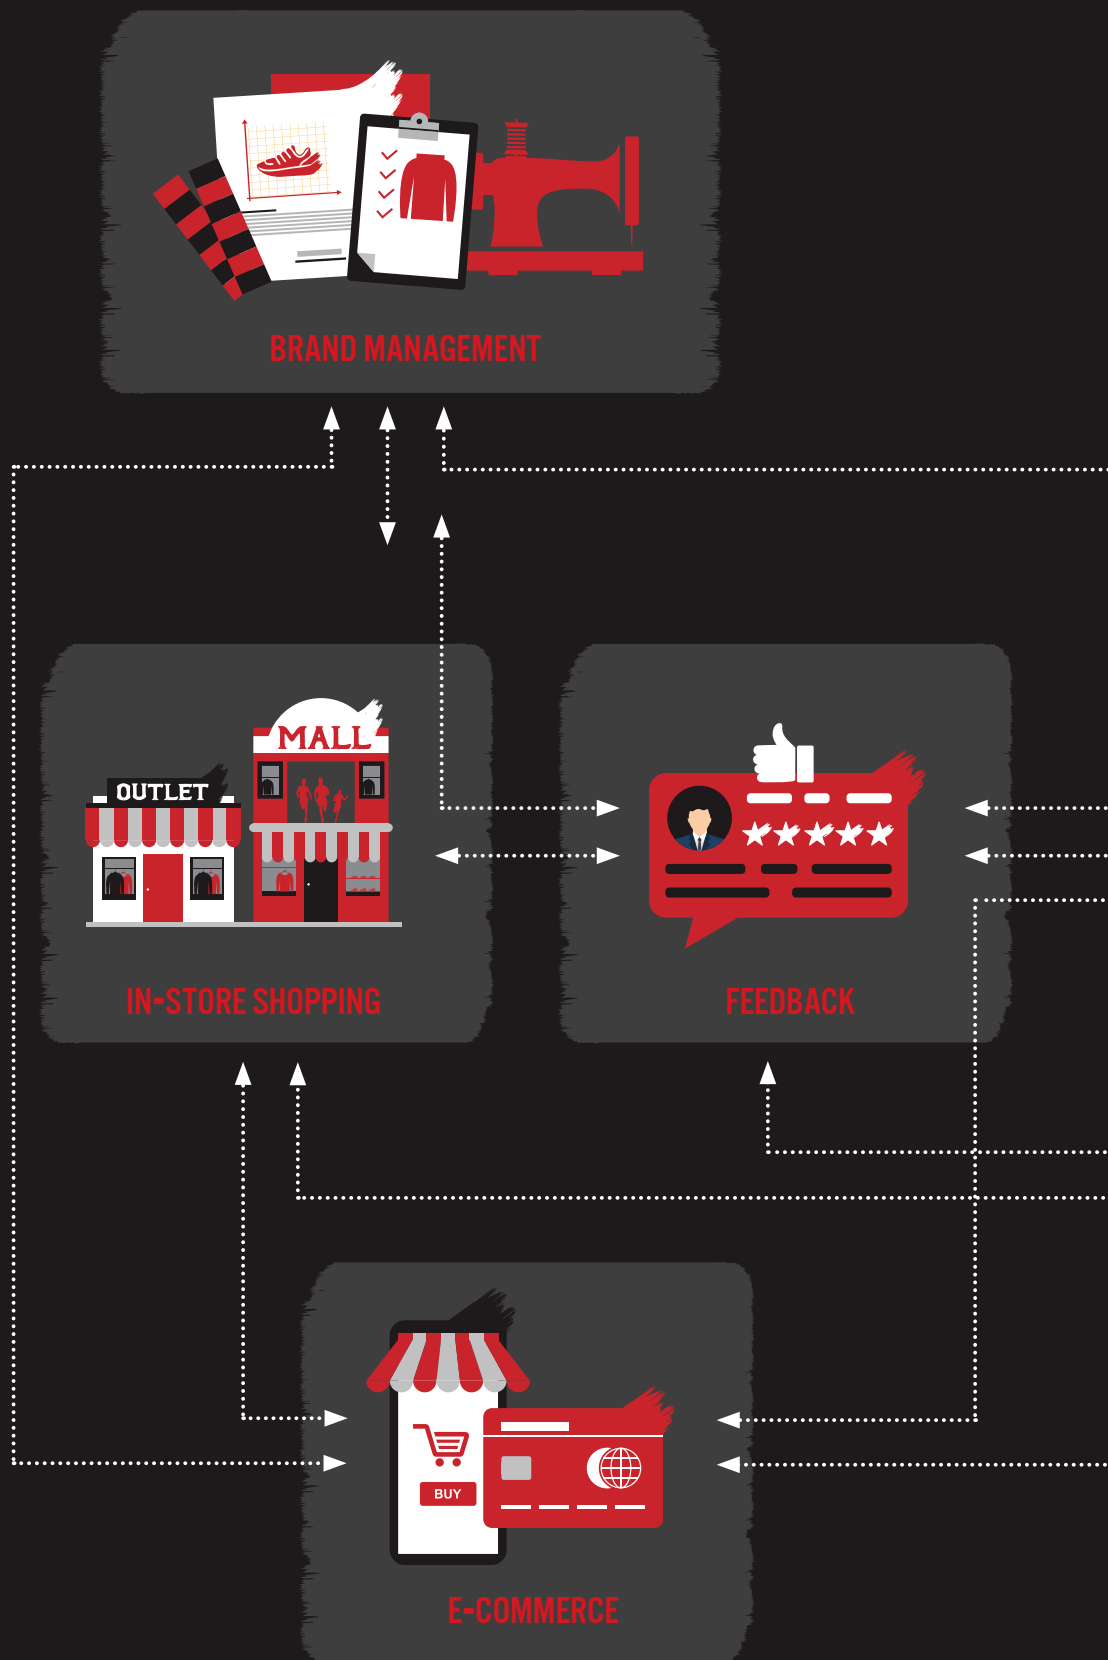 BRAND MANAGEMENT
MALL
OUTLET
IN-STORE SHOPPING
FEEDBACK
BUY
E-COMMERCE